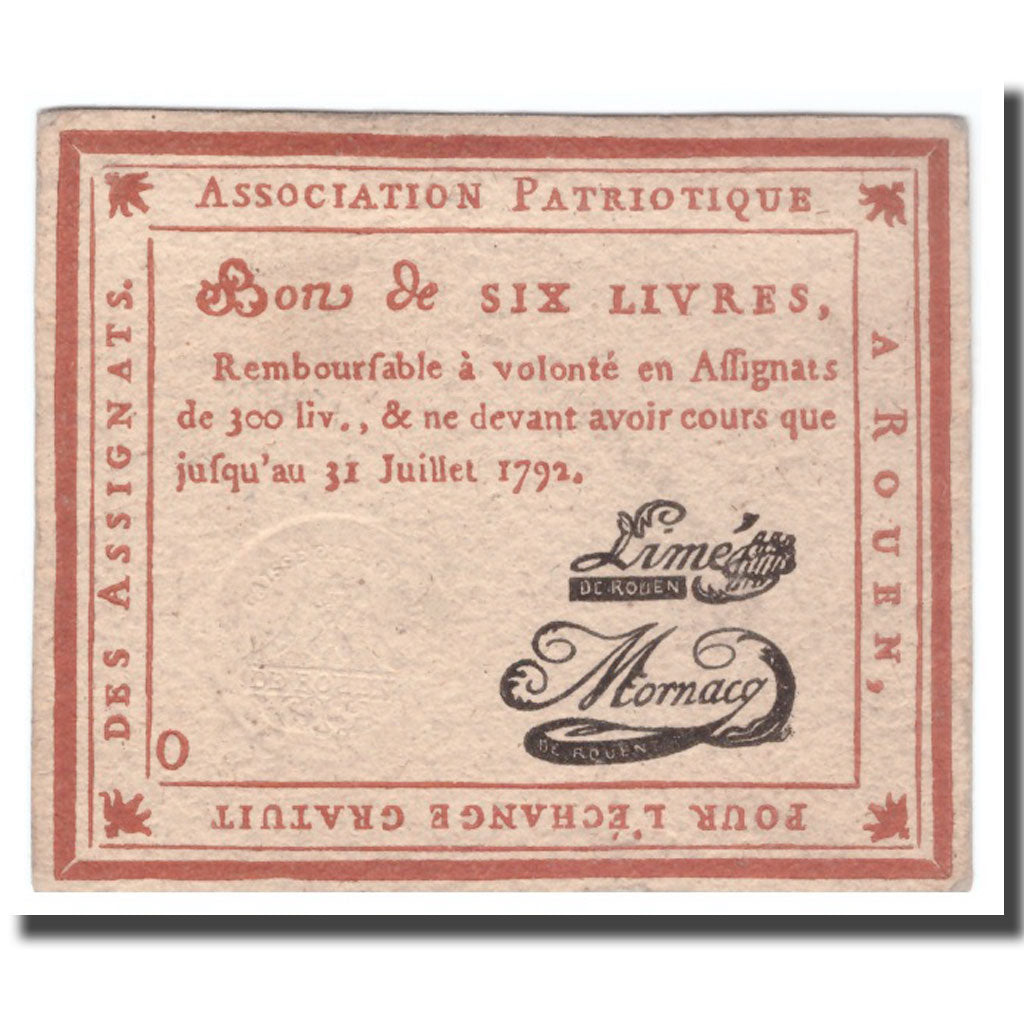 ASSOCIATION PATRIOTIQUE
A ROUEN,
POUR L'ÉCHANGE GRATUIT
DES ASSIGNATS.
Bon de SIX LIVRES,
Rembourſable à volonté en Aſſignats
de 300 liv., & ne devant avoir cours que
juſqu'au 31 Juillet 1792.
Limé
DE ROUEN
Mornacq
DE ROUEN
O